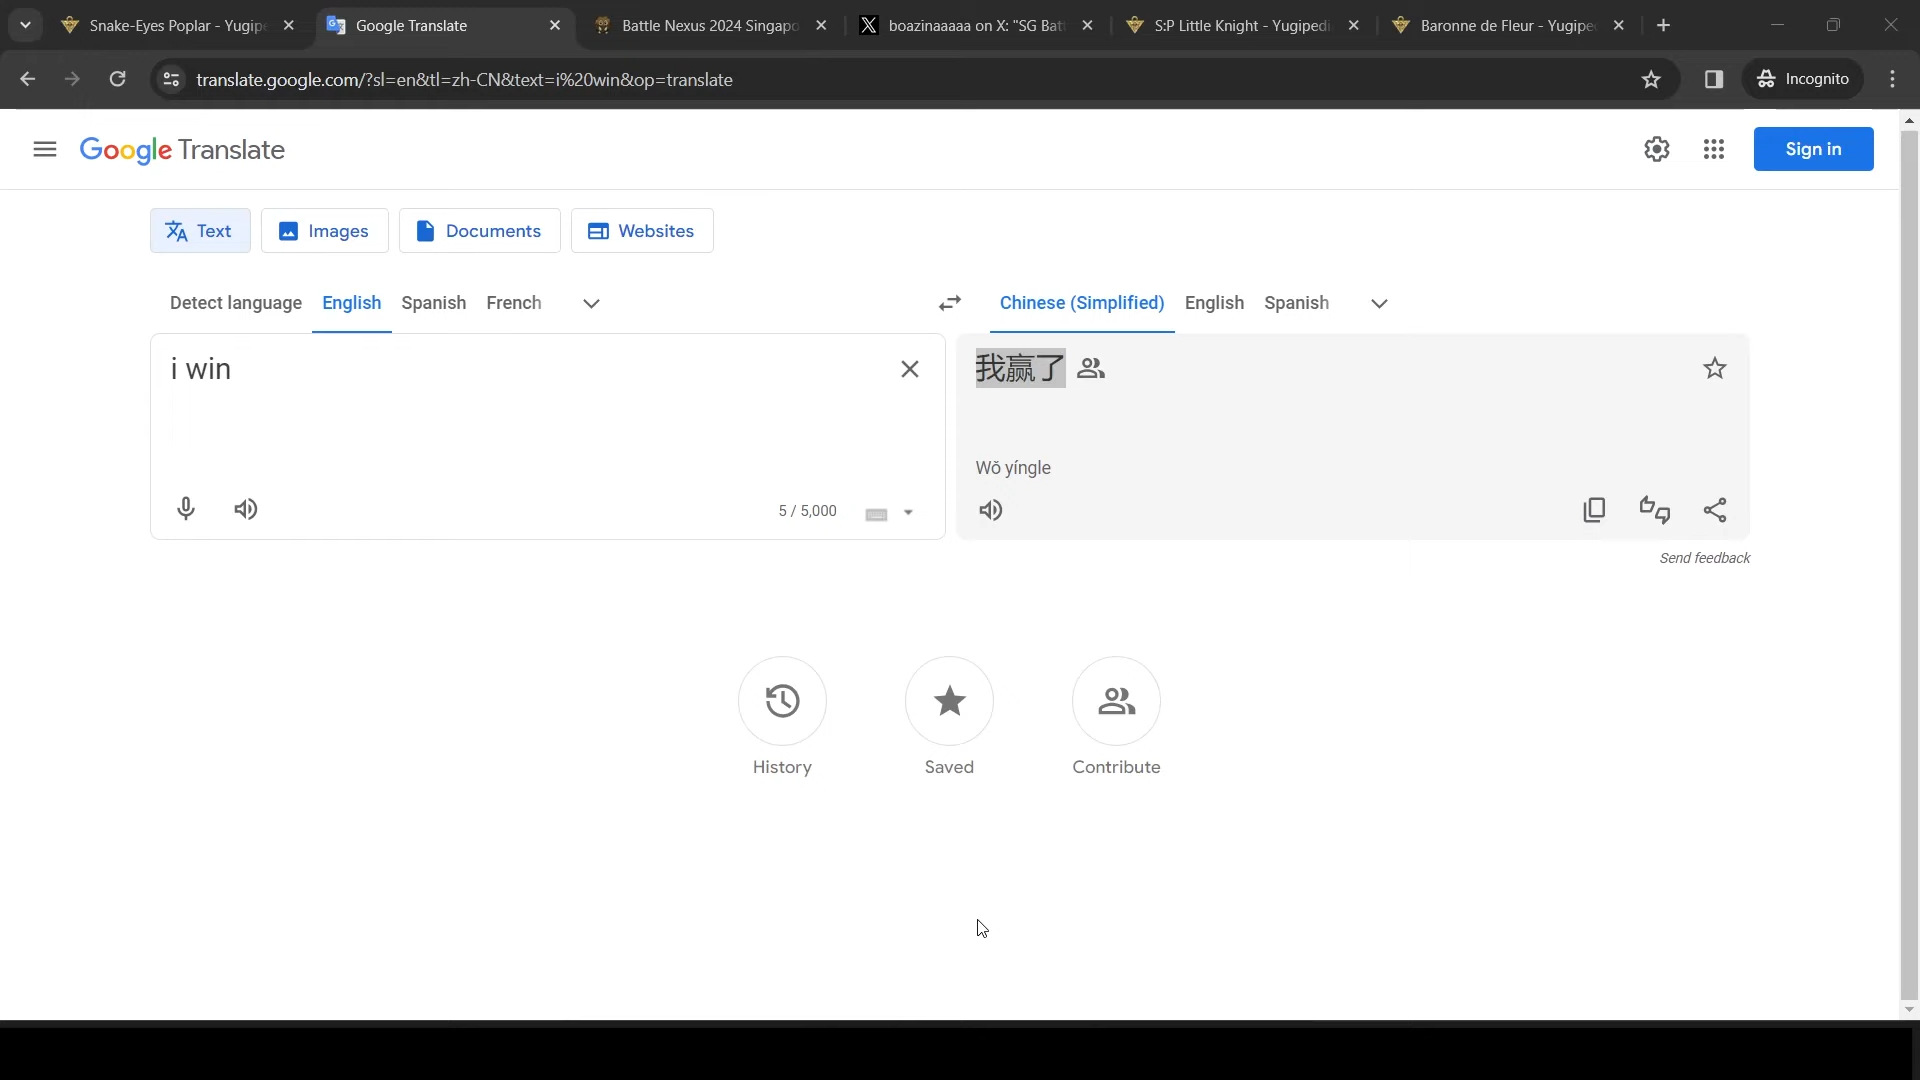 Snake-Eyes Poplar - Yugipe
Google Translate
Battle Nexus 2024 Singapo
boazinaaaaa on X: "SG Bat
S:P Little Knight - Yugipedi
Baronne de Fleur - Yugipe
translate.google.com/?sl=en&tl=zh-CN&text=i%20win&op=translate
Incognito
Google Translate
Sign in
Text
Images
Documents
Websites
Detect language
English
Spanish
French
Chinese (Simplified)
English
Spanish
i win
我赢了
Wǒ yíngle
5 / 5,000
Send feedback
History
Saved
Contribute